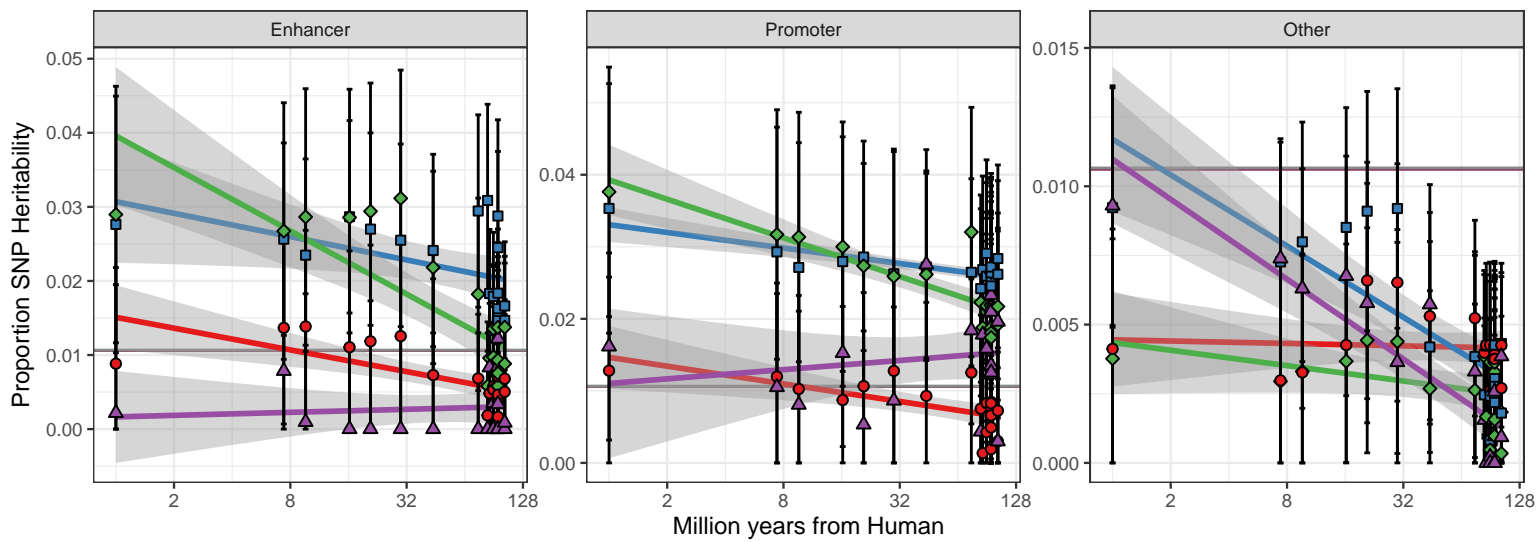 Enhancer
Promoter
Other
Proportion SNP Heritability
0.05
0.04
0.03
0.02
0.01
0.00
0.04
0.02
0.00
0.015
0.010
0.005
0.000
2 8 32 128
2 8 32 128
2 8 32 128
Million years from Human